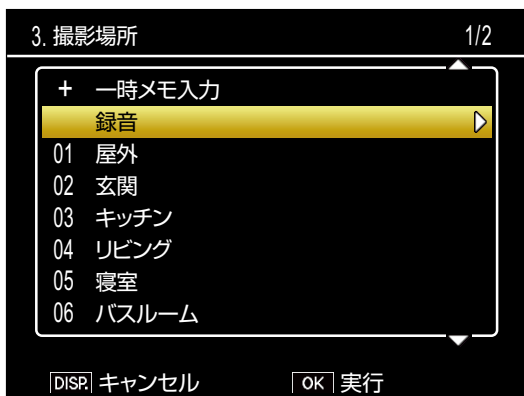 3. 撮影場所 1/2
+ 一時メモ入力
録音
01 屋外
02 玄関
03 キッチン
04 リビング
05 寝室
06 バスルーム
DISP. キャンセル OK 実行